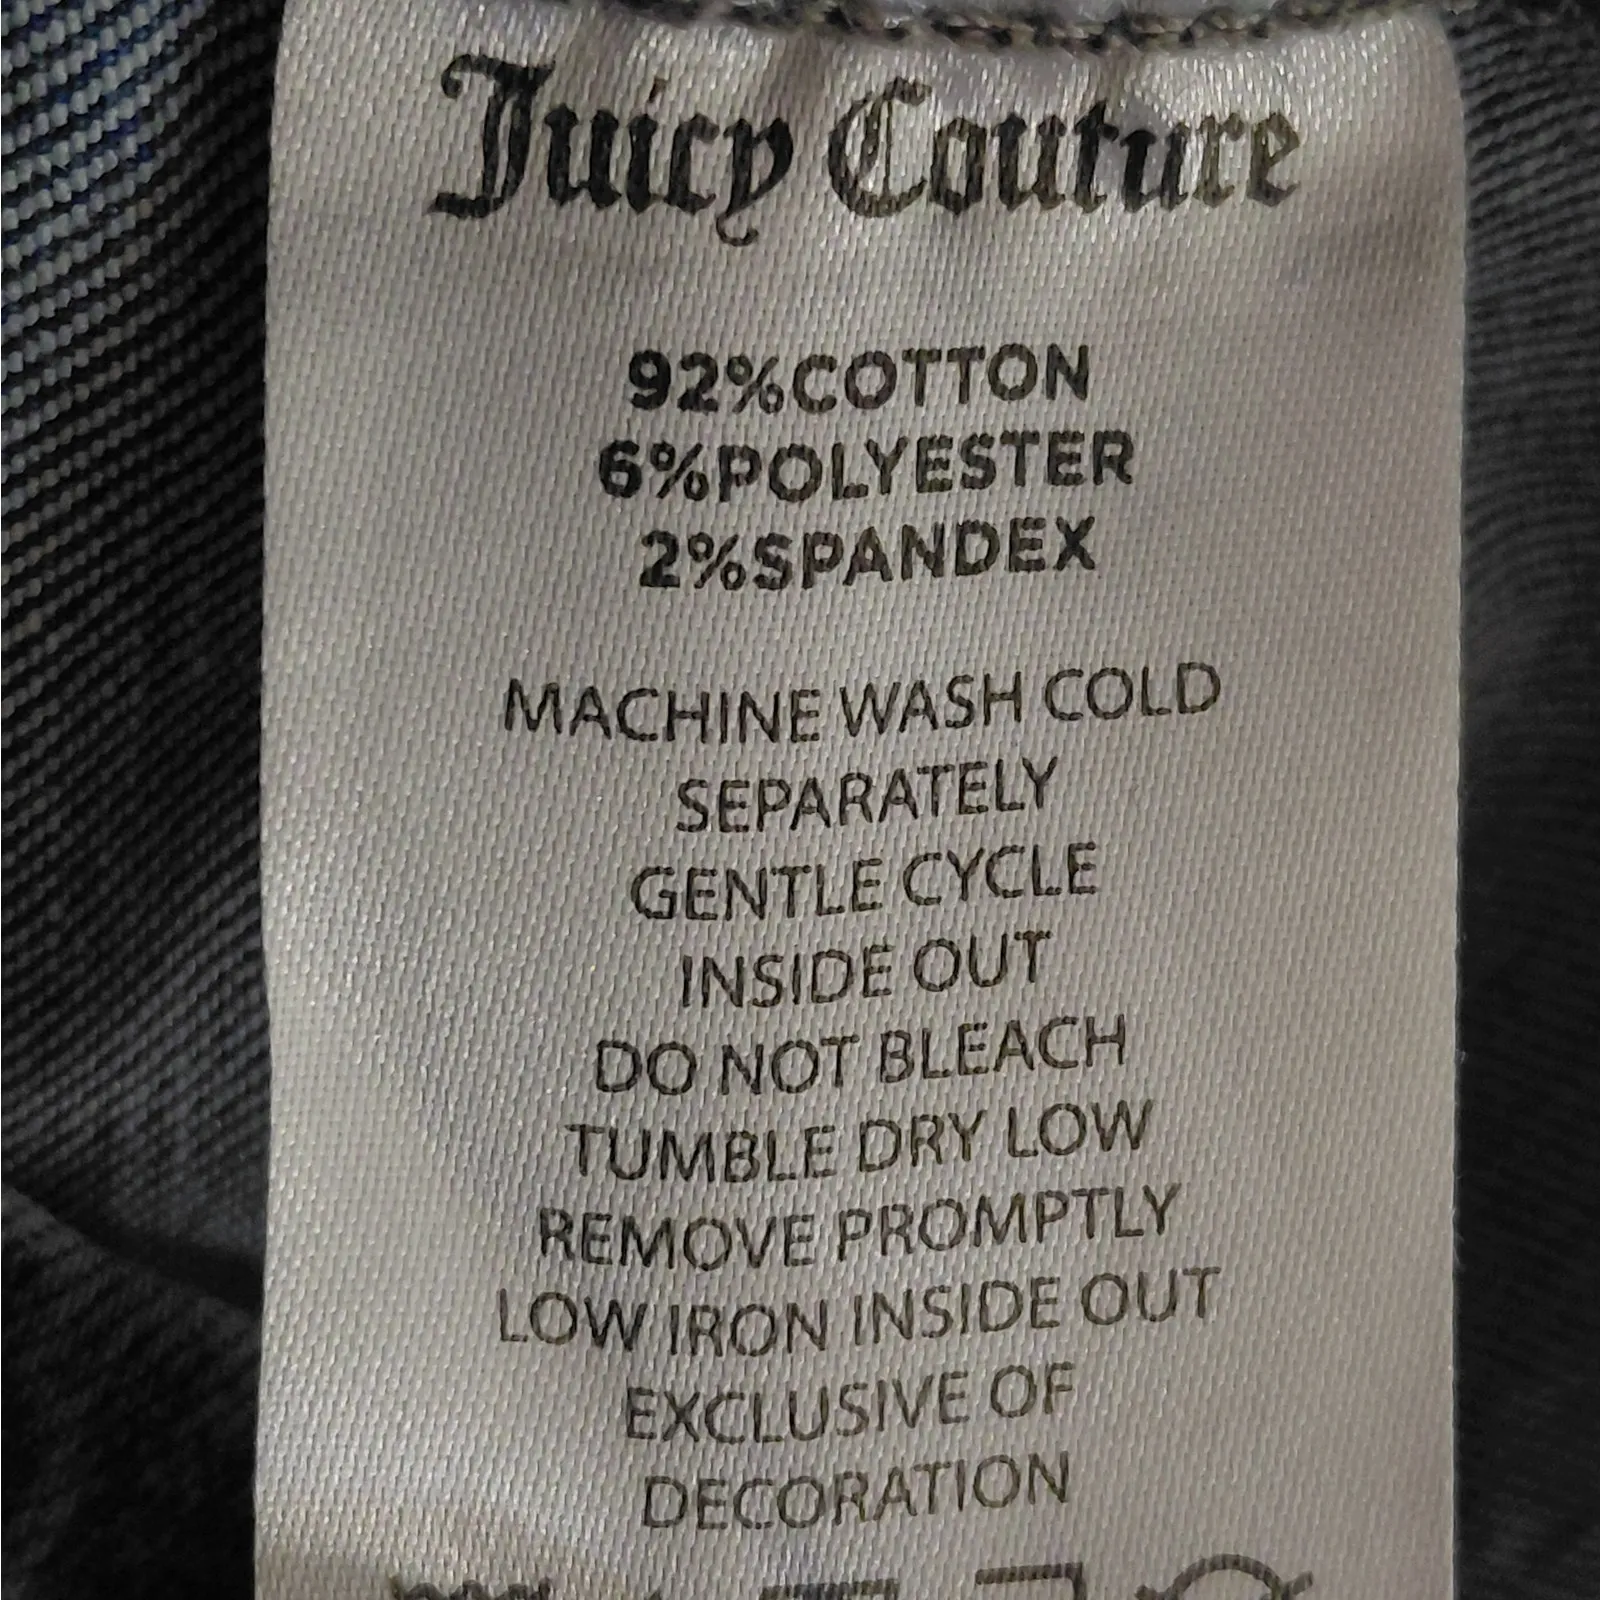 Juicy Couture
92%COTTON
6%POLYESTER
2%SPANDEX
MACHINE WASH COLD
SEPARATELY
GENTLE CYCLE
INSIDE OUT
DO NOT BLEACH
TUMBLE DRY LOW
REMOVE PROMPTLY
LOW IRON INSIDE OUT
EXCLUSIVE OF
DECORATION